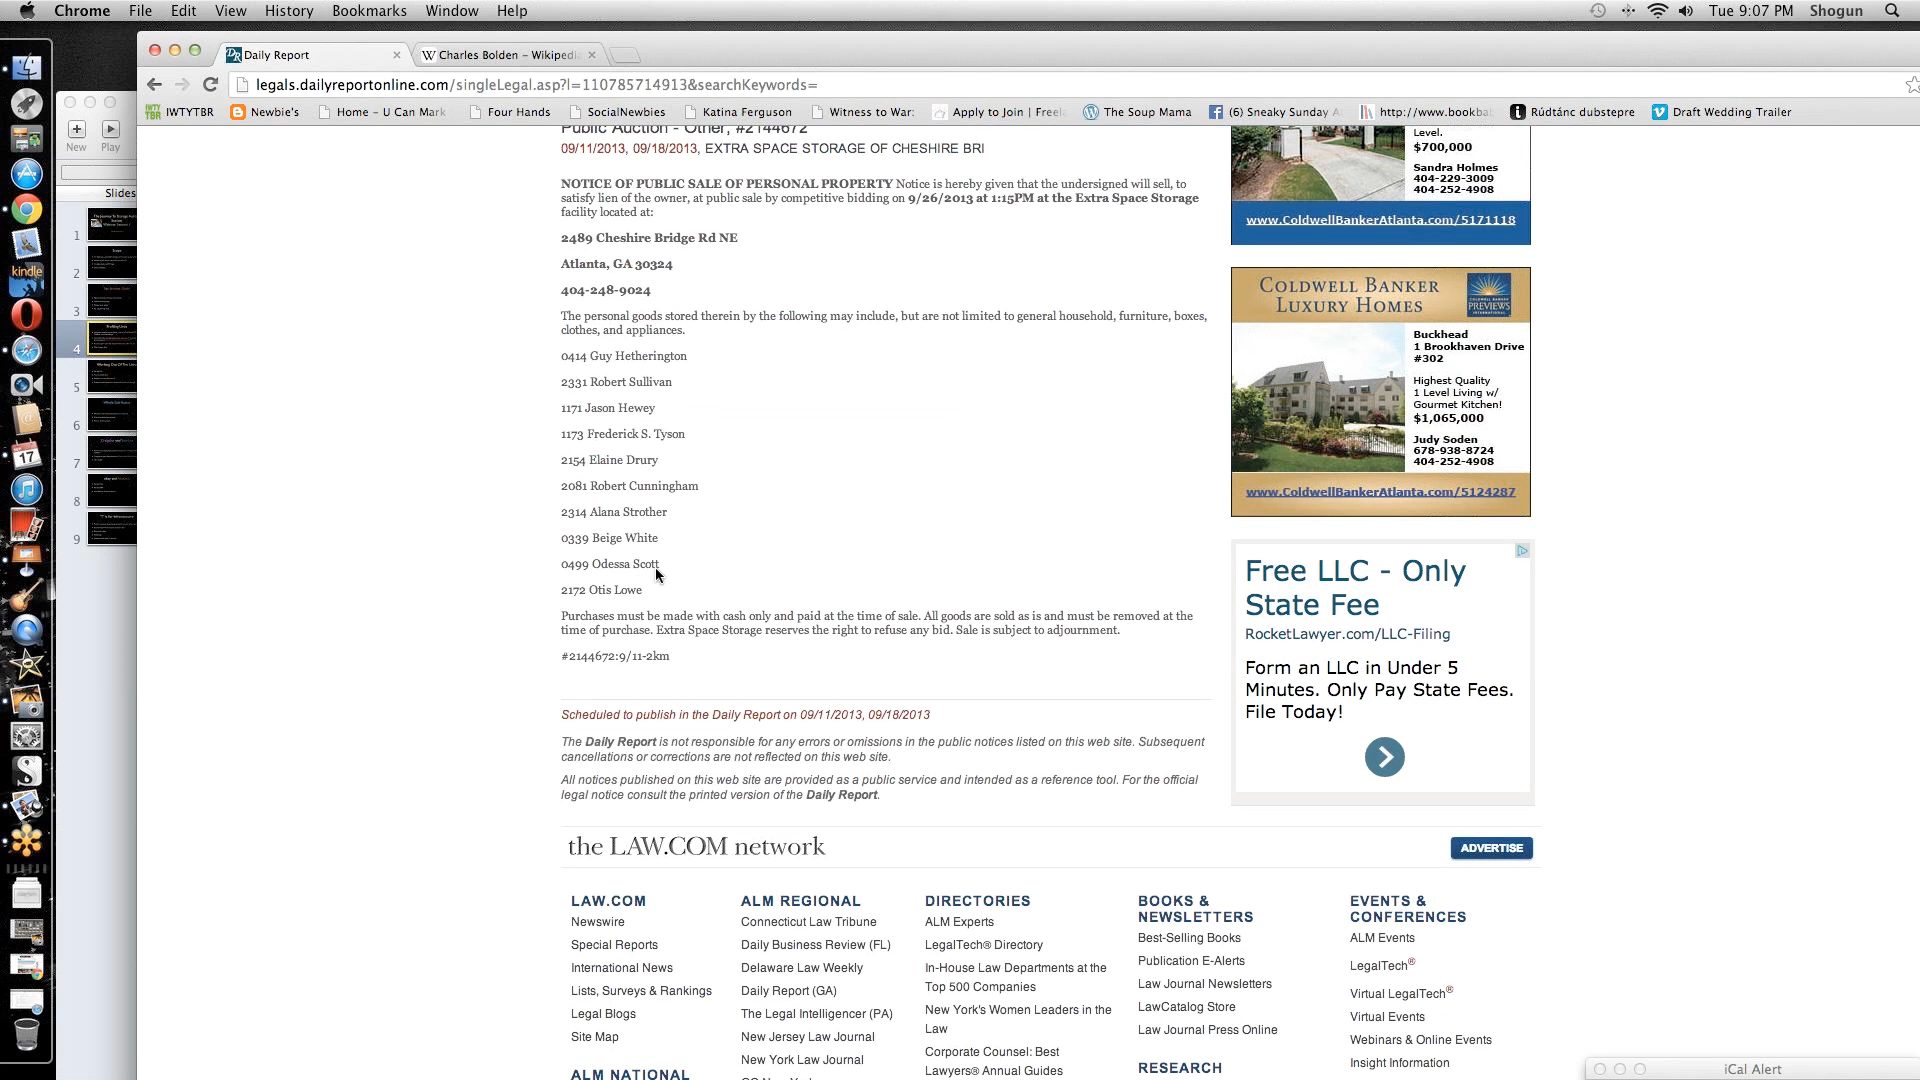 Chrome File Edit View History Bookmarks Window Help
Tue 9:07 PM Shogun
Daily Report
Charles Bolden – Wikipedi
legals.dailyreportonline.com/singleLegal.asp?l=110785714913&searchKeywords=
IWTYTBR Newbie's Home – U Can Mark Four Hands SocialNewbies Katina Ferguson Witness to War: Apply to Join | Freel (6) Sneaky Sunday A http://www.bookba Rúdtánc dubstepre Draft Wedding Trailer
The Soup Mama
New Play
Slides
1
2
3
4
5
6
7
8
9
kindle
17
Public Auction - Other, #2144672
09/11/2013, 09/18/2013, EXTRA SPACE STORAGE OF CHESHIRE BRI
NOTICE OF PUBLIC SALE OF PERSONAL PROPERTY Notice is hereby given that the undersigned will sell, to
satisfy lien of the owner, at public sale by competitive bidding on 9/26/2013 at 1:15PM at the Extra Space Storage
facility located at:
2489 Cheshire Bridge Rd NE
Atlanta, GA 30324
404-248-9024
The personal goods stored therein by the following may include, but are not limited to general household, furniture, boxes,
clothes, and appliances.
0414 Guy Hetherington
2331 Robert Sullivan
1171 Jason Hewey
1173 Frederick S. Tyson
2154 Elaine Drury
2081 Robert Cunningham
2314 Alana Strother
0339 Beige White
0499 Odessa Scott
2172 Otis Lowe
Purchases must be made with cash only and paid at the time of sale. All goods are sold as is and must be removed at the
time of purchase. Extra Space Storage reserves the right to refuse any bid. Sale is subject to adjournment.
#2144672:9/11-2km
Scheduled to publish in the Daily Report on 09/11/2013, 09/18/2013
The Daily Report is not responsible for any errors or omissions in the public notices listed on this web site. Subsequent
cancellations or corrections are not reflected on this web site.
All notices published on this web site are provided as a public service and intended as a reference tool. For the official
legal notice consult the printed version of the Daily Report.
Level.
$700,000
Sandra Holmes
404-229-3009
404-252-4908
www.ColdwellBankerAtlanta.com/5171118
COLDWELL BANKER
LUXURY HOMES
PREVIEWS
Buckhead
1 Brookhaven Drive
#302
Highest Quality
1 Level Living w/
Gourmet Kitchen!
$1,065,000
Judy Soden
678-938-8724
404-252-4908
www.ColdwellBankerAtlanta.com/5124287
Free LLC - Only
State Fee
RocketLawyer.com/LLC-Filing
Form an LLC in Under 5
Minutes. Only Pay State Fees.
File Today!
the LAW.COM network
ADVERTISE
LAW.COM
Newswire
Special Reports
International News
Lists, Surveys & Rankings
Legal Blogs
Site Map
ALM NATIONAL
ALM REGIONAL
Connecticut Law Tribune
Daily Business Review (FL)
Delaware Law Weekly
Daily Report (GA)
The Legal Intelligencer (PA)
New Jersey Law Journal
New York Law Journal
DIRECTORIES
ALM Experts
LegalTech® Directory
In-House Law Departments at the
Top 500 Companies
New York's Women Leaders in the
Law
Corporate Counsel: Best
Lawyers® Annual Guides
BOOKS &
NEWSLETTERS
Best-Selling Books
Publication E-Alerts
Law Journal Newsletters
LawCatalog Store
Law Journal Press Online
RESEARCH
EVENTS &
CONFERENCES
ALM Events
LegalTech®
Virtual LegalTech®
Virtual Events
Webinars & Online Events
Insight Information
iCal Alert